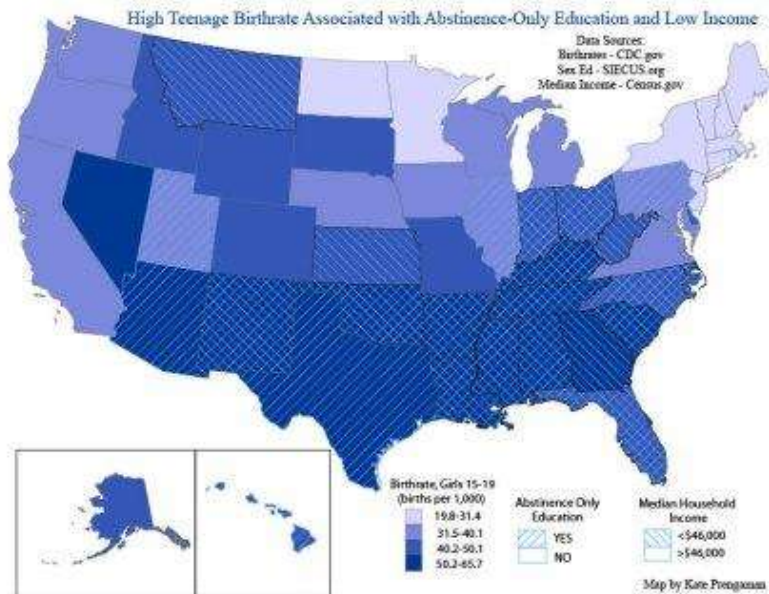 High Teenage Birthrate Associated with Abstinence-Only Education and Low Income
Data Sources:
Birthrates - CDC.gov
Sex Ed - SIECUS.org
Median Income - Census.gov
Birthrate, Girls 15-19
(births per 1,000)
19.8-31.4
31.5-40.1
40.2-50.1
50.2-65.7
Abstinence Only
Education
YES
NO
Median Household
Income
<$46,000
>$46,000
Map by Kate Prengaman